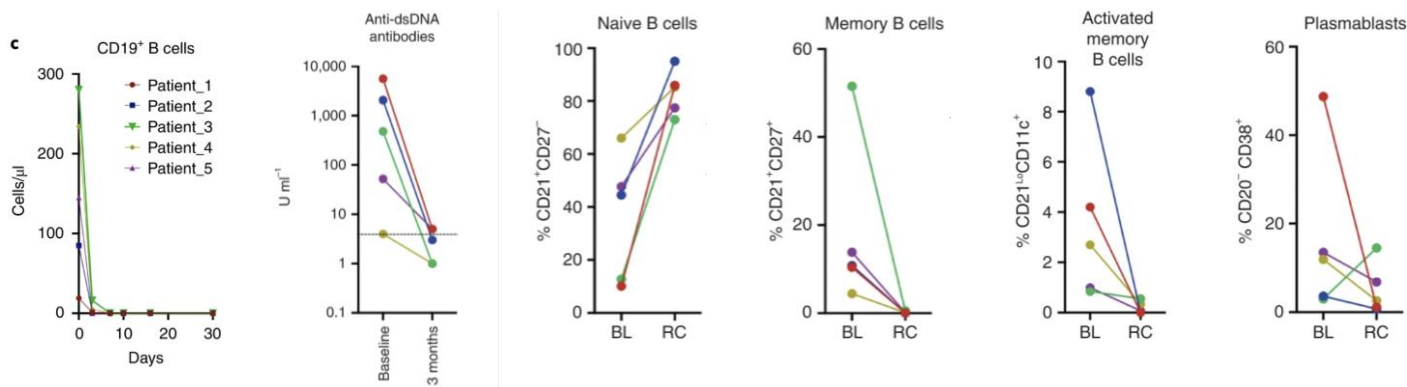 c
CD19⁺ B cells
Cells/µl
300
200
100
0
0 10 20 30
Days
Patient_1
Patient_2
Patient_3
Patient_4
Patient_5
Anti-dsDNA
antibodies
U ml⁻¹
10,000
1,000
100
10
1
0.1
Baseline
3 months
Naive B cells
% CD21⁺CD27⁻
100
80
60
40
20
0
BL RC
Memory B cells
% CD21⁺CD27⁺
60
40
20
0
BL RC
Activated
memory
B cells
% CD21ᴸᵒCD11c⁺
10
8
6
4
2
0
BL RC
Plasmablasts
% CD20⁻ CD38⁺
60
40
20
0
BL RC